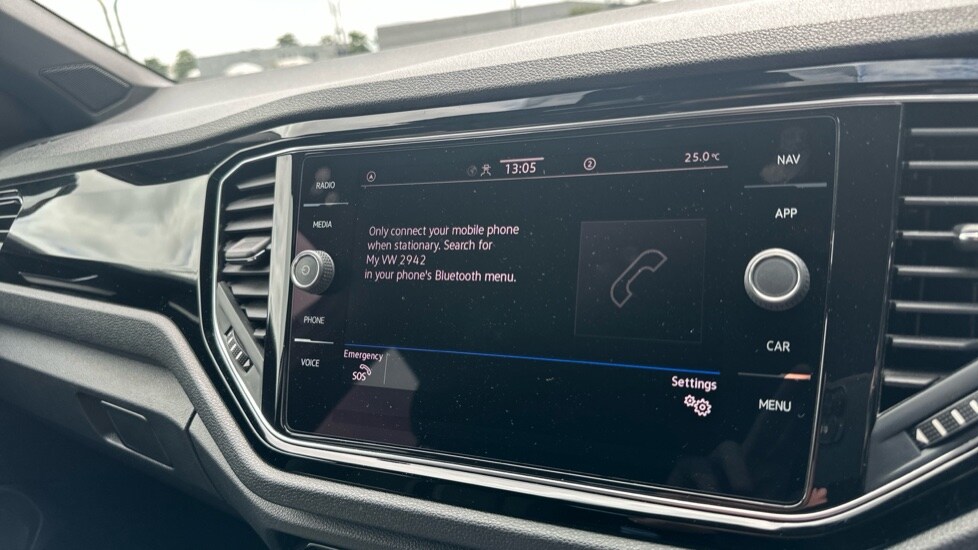 RADIO
MEDIA
PHONE
VOICE
A
13:05
2
25.0°C
Only connect your mobile phone
when stationary. Search for
My VW 2942
in your phone's Bluetooth menu.
Emergency
SOS
Settings
NAV
APP
CAR
MENU